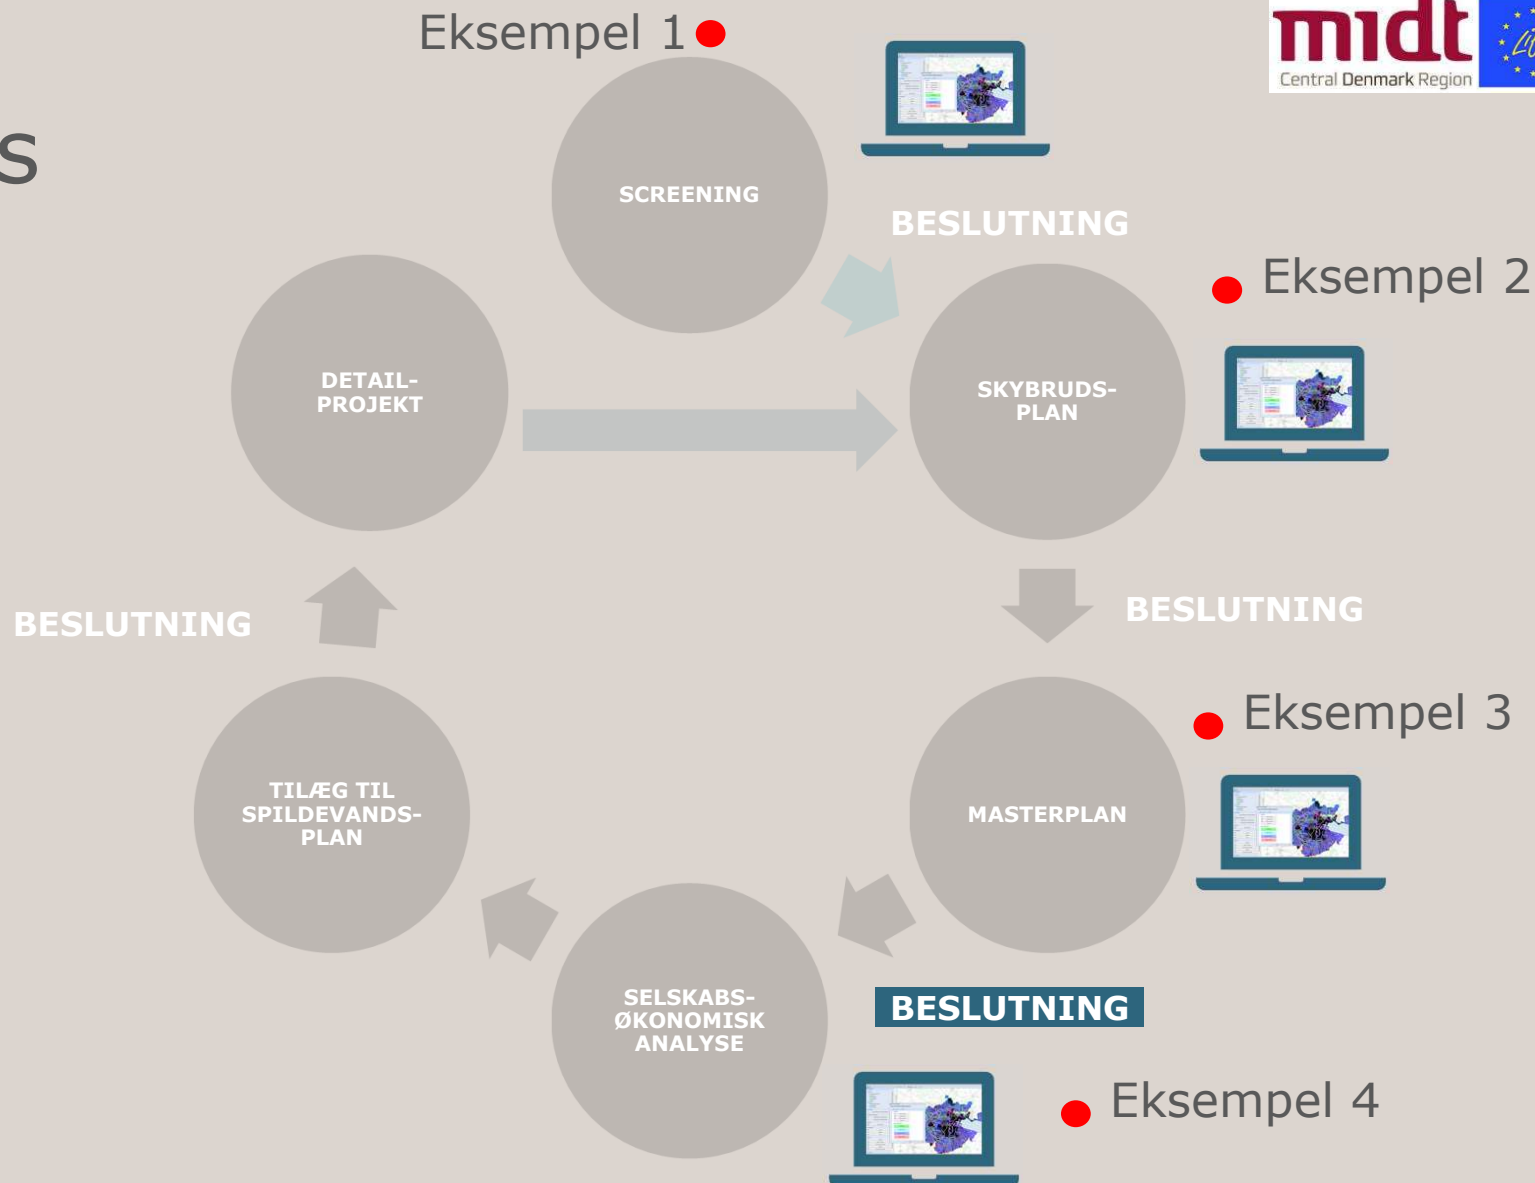 Eksempel 1
midt
Central Denmark Region
s
SCREENING
BESLUTNING
Eksempel 2
DETAIL-
PROJEKT
SKYBRUDS-
PLAN
BESLUTNING
BESLUTNING
Eksempel 3
TILÆG TIL
SPILDEVANDS-
PLAN
MASTERPLAN
SELSKABS-
ØKONOMISK
ANALYSE
BESLUTNING
Eksempel 4